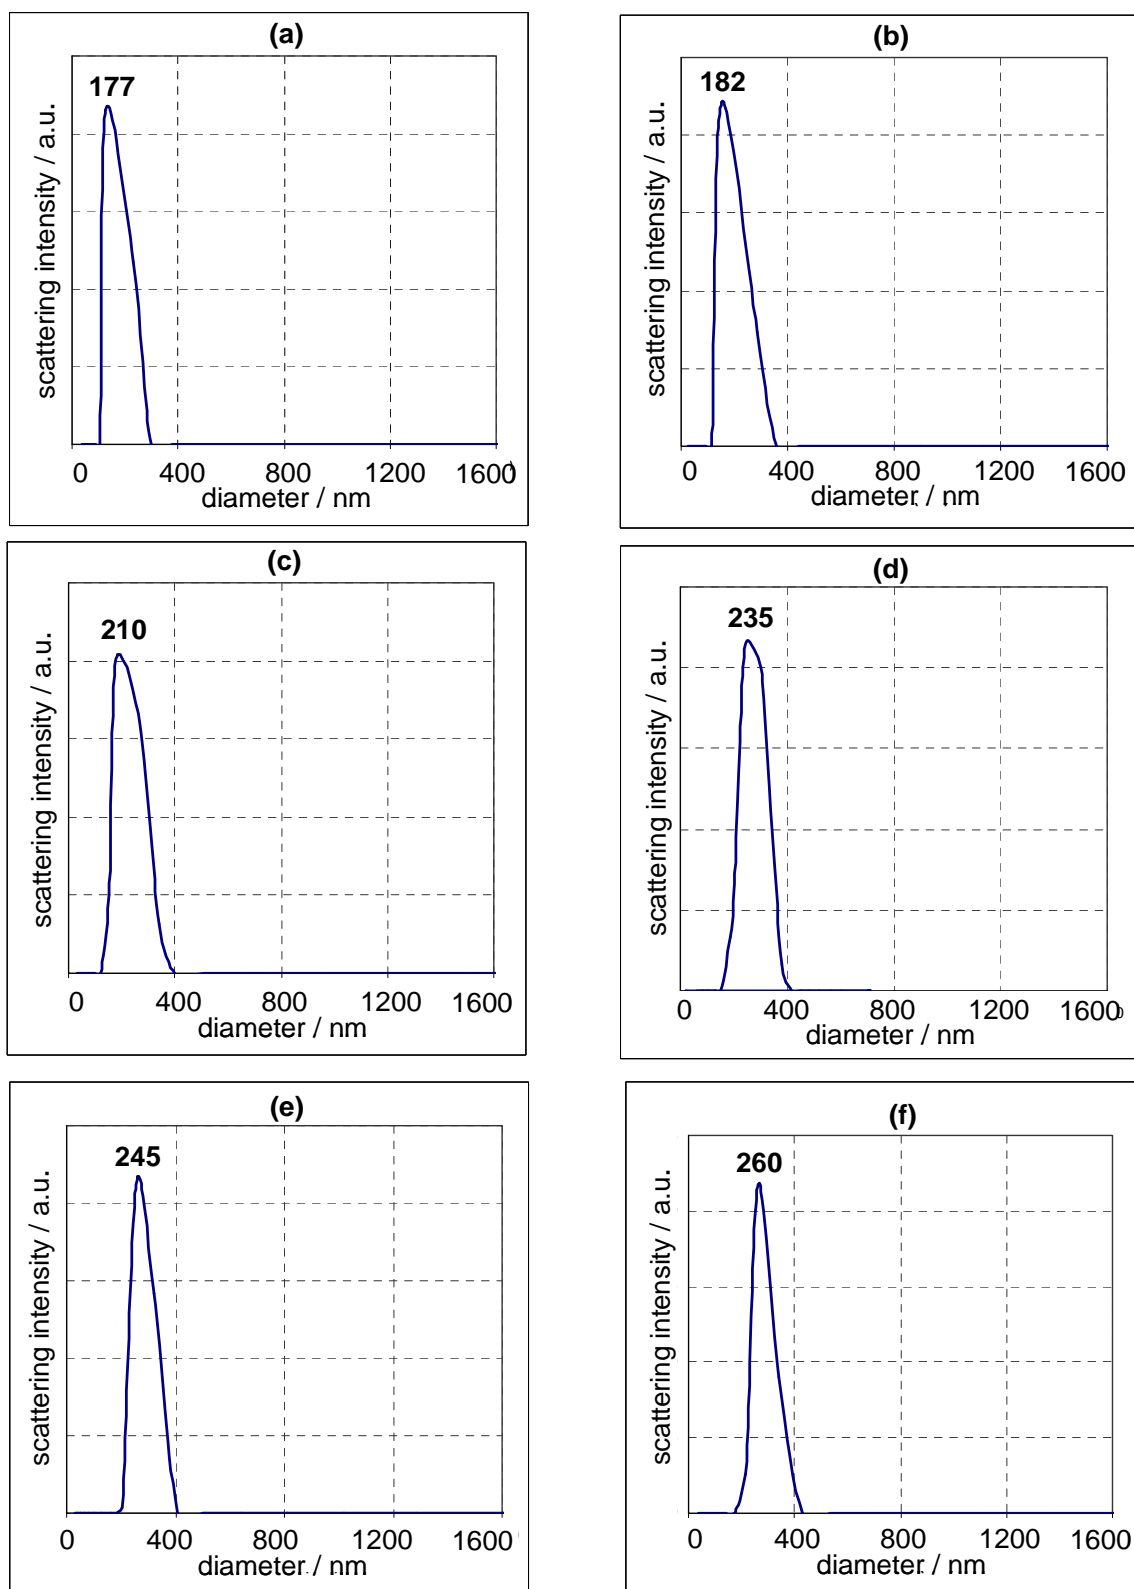 (a)
177
scattering intensity / a.u.
0 400 800 1200 1600
diameter / nm
(b)
182
scattering intensity / a.u.
0 400 800 1200 1600
diameter / nm
(c)
210
scattering intensity / a.u.
0 400 800 1200 1600
diameter / nm
(d)
235
scattering intensity / a.u.
0 400 800 1200 1600
diameter / nm
(e)
245
scattering intensity / a.u.
0 400 800 1200 1600
diameter / nm
(f)
260
scattering intensity / a.u.
0 400 800 1200 1600
diameter / nm